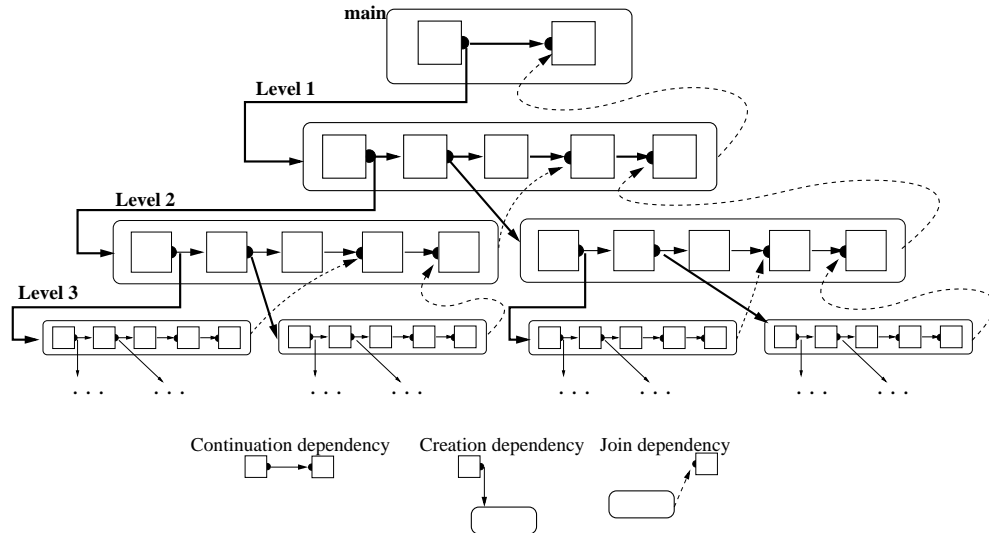 main
Level 1
Level 2
Level 3
. . . . . . . . . . . . . . . . . . . . . . . .
Continuation dependency Creation dependency Join dependency